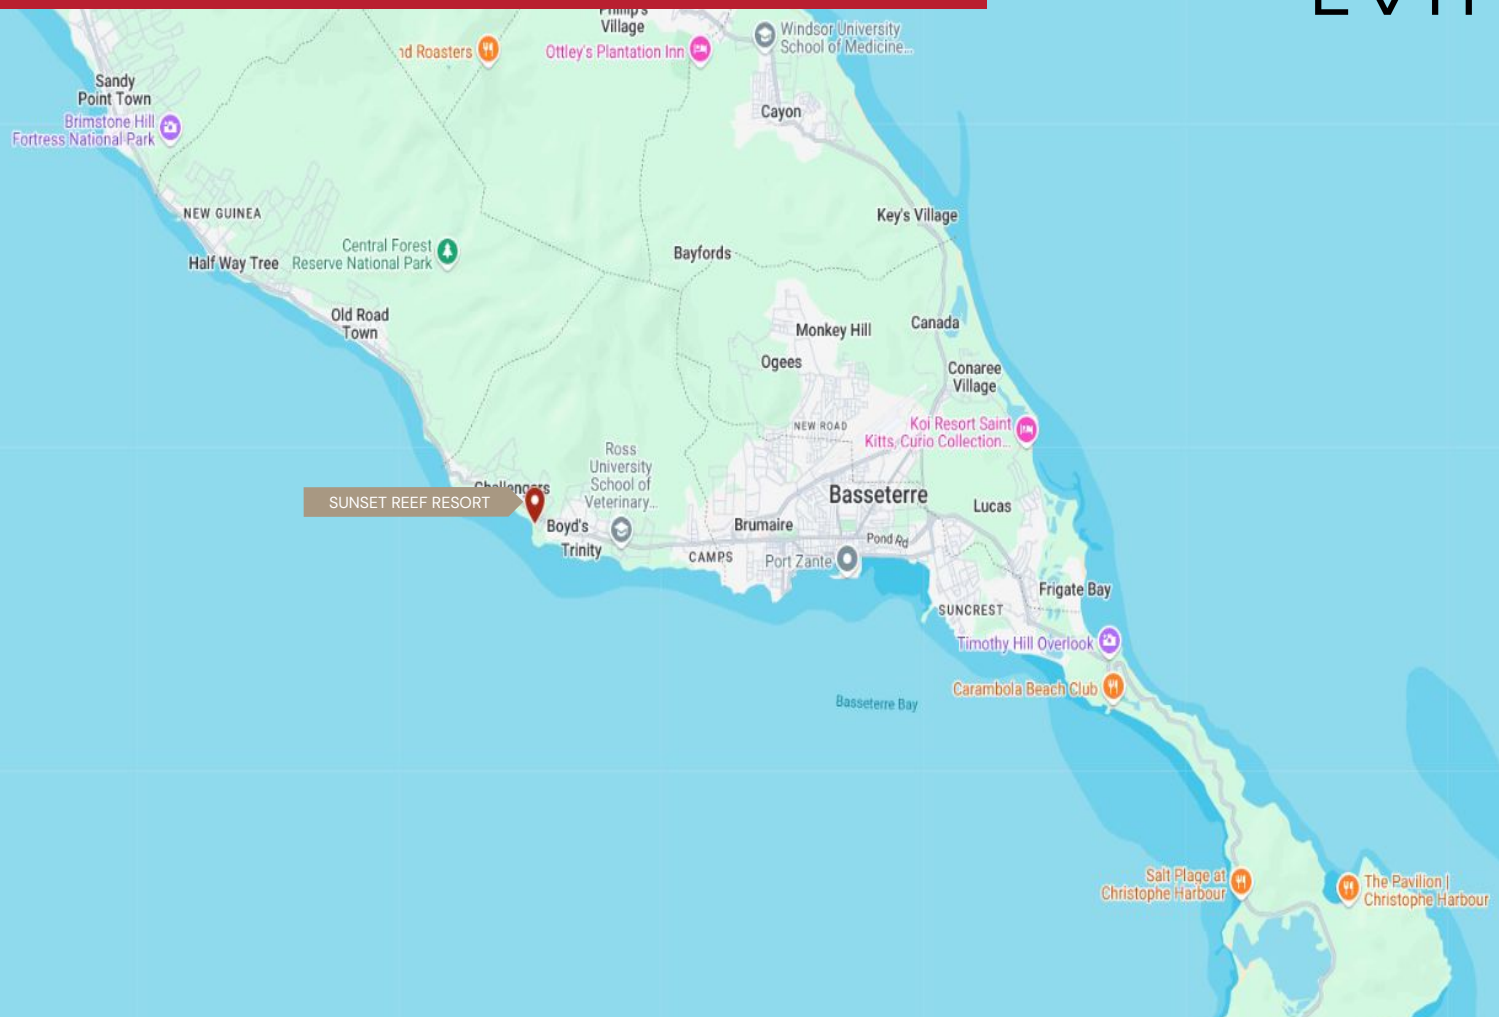 Phillip's
Village
Windsor University
School of Medicine...
nd Roasters
Ottley's Plantation Inn
Sandy
Point Town
Brimstone Hill
Fortress National Park
Cayon
NEW GUINEA
Key's Village
Central Forest
Reserve National Park
Half Way Tree
Bayfords
Old Road
Town
Monkey Hill
Canada
Ogees
Conaree
Village
NEW ROAD
Koi Resort Saint
Kitts, Curio Collection...
Ross
University
School of
Veterinary...
Challengers
SUNSET REEF RESORT
Basseterre
Lucas
Boyd's
Brumaire
Trinity
CAMPS
Port Zante
Pond Rd
Frigate Bay
SUNCREST
Timothy Hill Overlook
Carambola Beach Club
Basseterre Bay
Salt Plage at
Christophe Harbour
The Pavilion |
Christophe Harbour